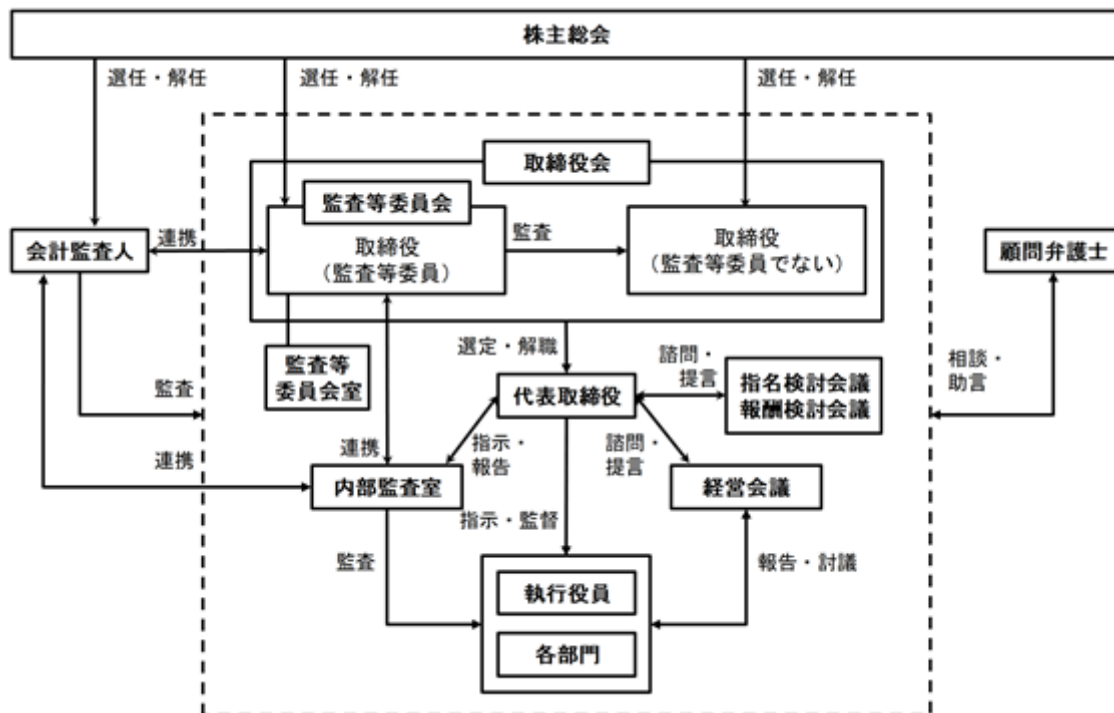 株主総会
選任・解任
選任・解任
選任・解任
取締役会
監査等委員会
取締役
（監査等委員）
監査
取締役
（監査等委員でない）
会計監査人
連携
顧問弁護士
選定・解職
監査等
委員会室
諮問・
提言
指名検討会議
報酬検討会議
代表取締役
相談・
助言
監査
連携
連携
指示・
報告
諮問・
提言
内部監査室
経営会議
指示・監督
監査
報告・討議
執行役員
各部門